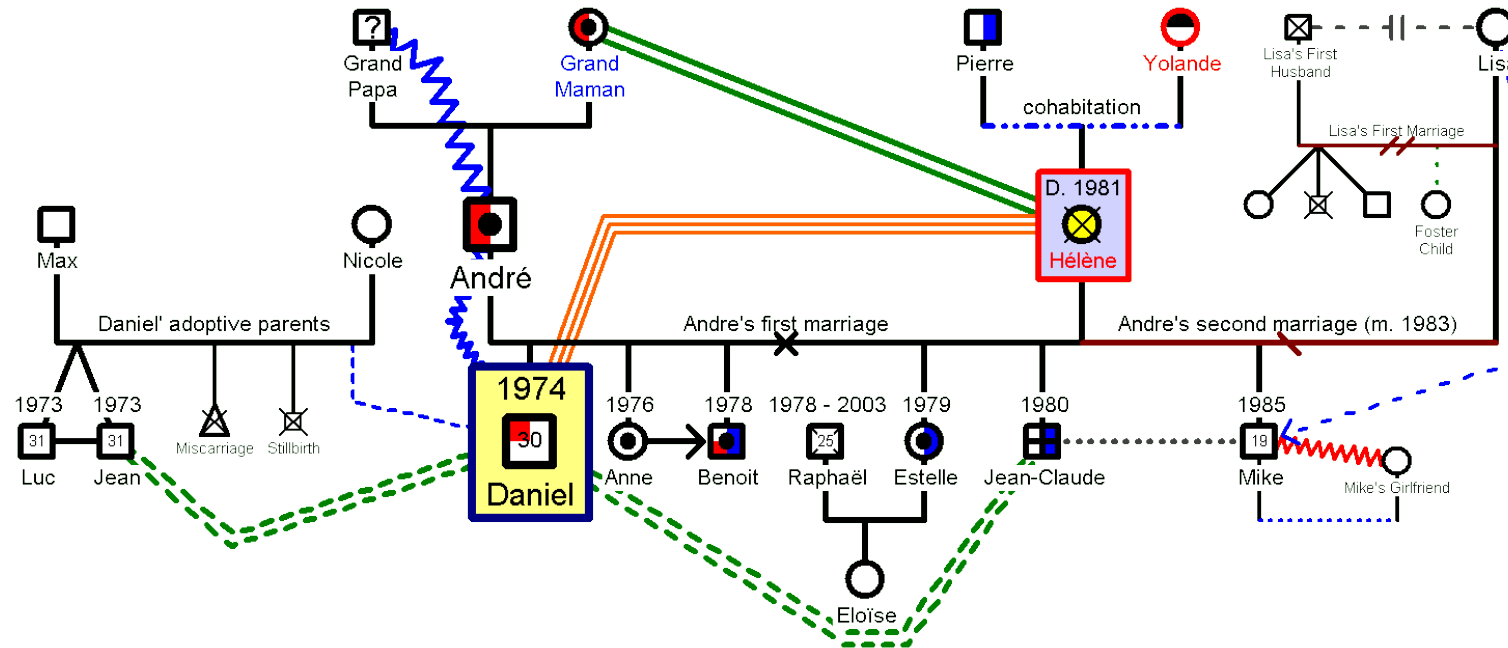 ?
Grand
Papa
Grand
Maman
Pierre
Yolande
Lisa's First
Husband
Lisa
cohabitation
Lisa's First Marriage
D. 1981
Hélène
Foster
Child
Max
Nicole
André
Daniel' adoptive parents
Andre's first marriage
Andre's second marriage (m. 1983)
1973
1973
1974
1976
1978
1978 - 2003
1979
1980
1985
31
31
30
25
19
Miscarriage
Stillbirth
Luc
Jean
Daniel
Anne
Benoit
Raphaël
Estelle
Jean-Claude
Mike
Mike's Girlfriend
Eloïse